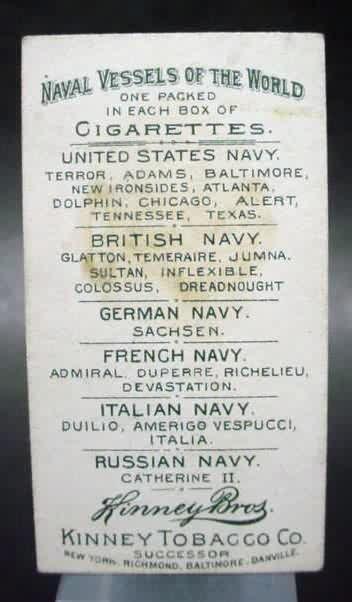 NAVAL VESSELS OF THE WORLD
ONE PACKED
IN EACH BOX OF
CIGARETTES.
UNITED STATES NAVY.
TERROR, ADAMS, BALTIMORE,
NEW IRONSIDES, ATLANTA,
DOLPHIN, CHICAGO, ALERT,
TENNESSEE, TEXAS.
BRITISH NAVY.
GLATTON, TEMERAIRE, JUMNA.
SULTAN, INFLEXIBLE,
COLOSSUS, DREADNOUGHT
GERMAN NAVY.
SACHSEN.
FRENCH NAVY.
ADMIRAL, DUPERRE, RICHELIEU,
DEVASTATION.
ITALIAN NAVY.
DUILIO, AMERIGO VESPUCCI,
ITALIA.
RUSSIAN NAVY.
CATHERINE II.
Kinney Bros.
KINNEY TOBACCO CO.
SUCCESSOR
NEW YORK. RICHMOND, BALTIMORE, DANVILLE.